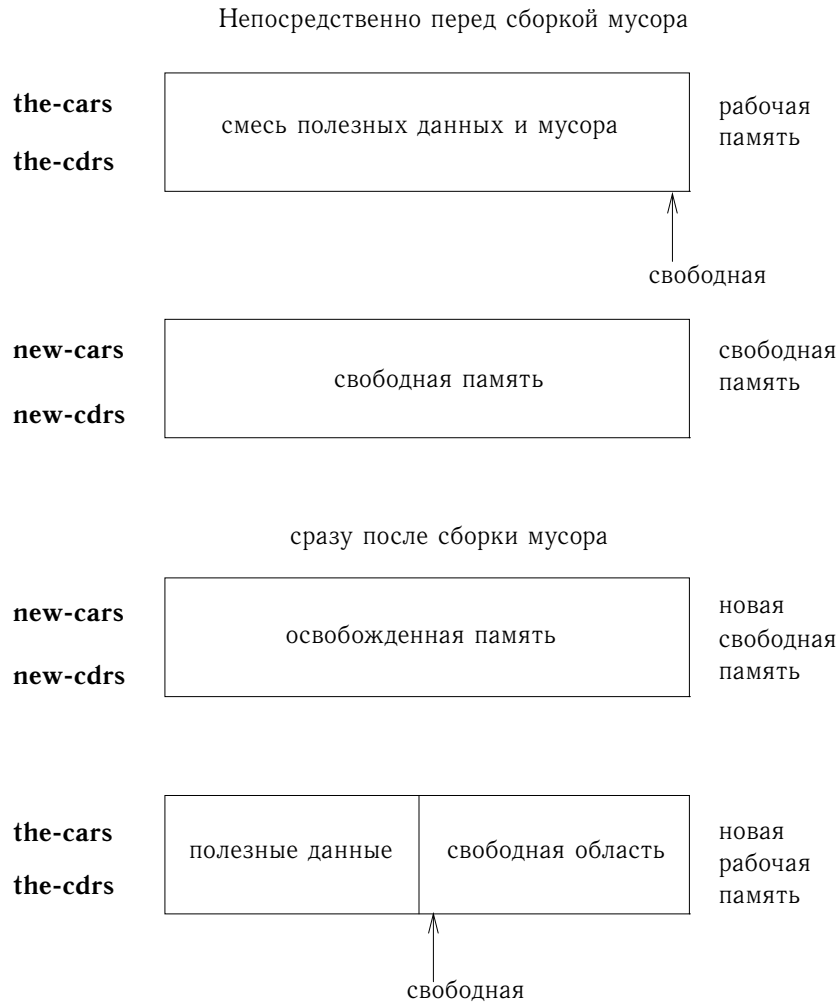 Непосредственно перед сборкой мусора
the-cars
the-cdrs
смесь полезных данных и мусора
рабочая
память
свободная
new-cars
new-cdrs
свободная память
свободная
память
сразу после сборки мусора
new-cars
new-cdrs
освобожденная память
новая
свободная
память
the-cars
the-cdrs
полезные данные
свободная область
новая
рабочая
память
свободная